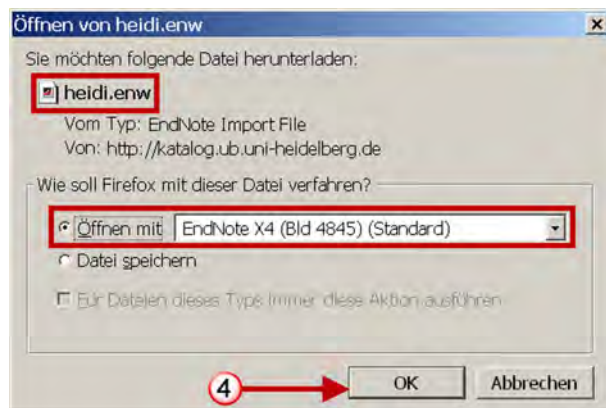 Öffnen von heidi.enw
Sie möchten folgende Datei herunterladen:
heidi.enw
Vom Typ: EndNote Import File
Von: http://katalog.ub.uni-heidelberg.de
Wie soll Firefox mit dieser Datei verfahren?
Öffnen mit EndNote X4 (Bld 4845) (Standard)
Datei speichern
Für Dateien dieses Typs immer diese Aktion ausführen
4 OK Abbrechen